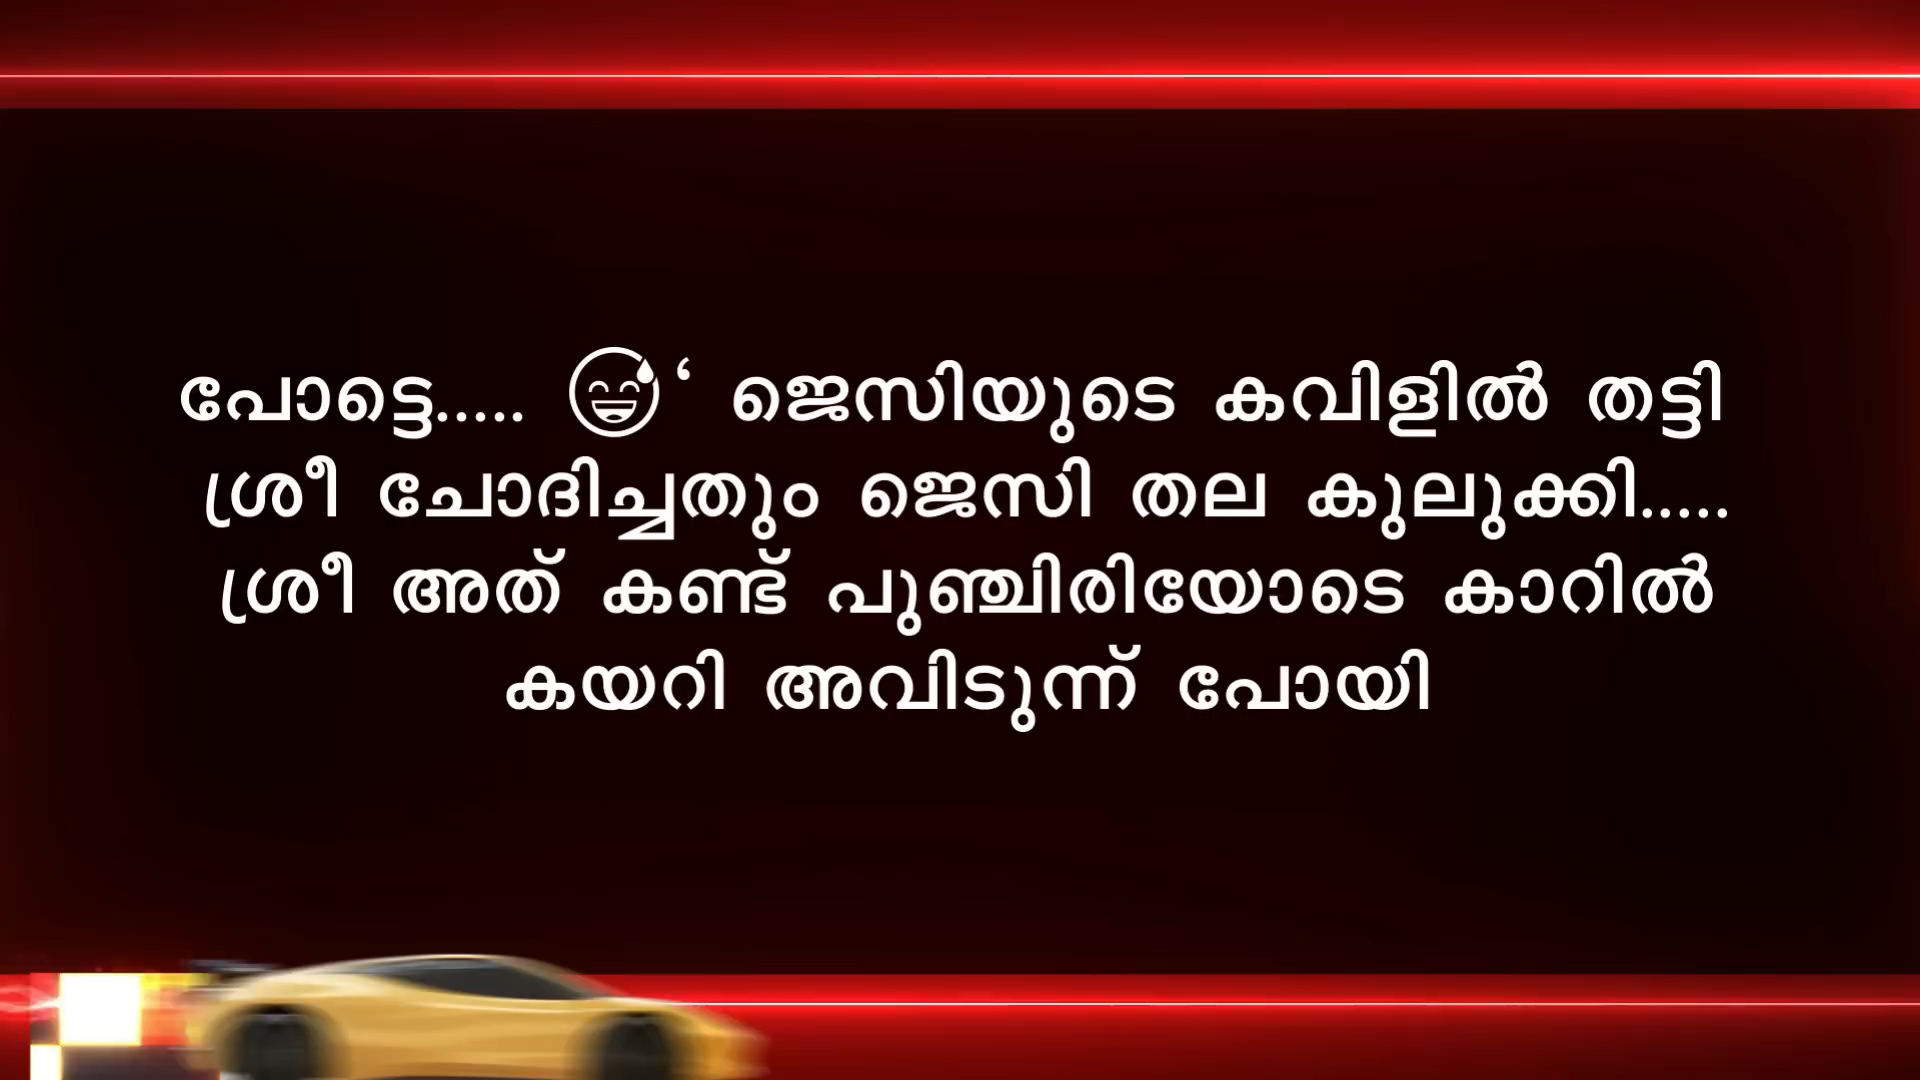 പോട്ടെ..... 😅‘ ജെസിയുടെ കവിളിൽ തട്ടി
ശ്രീ ചോദിച്ചതും ജെസി തല കുലുക്കി.....
ശ്രീ അത് കണ്ട് പുഞ്ചിരിയോടെ കാറിൽ
കയറി അവിടുന്ന് പോയി